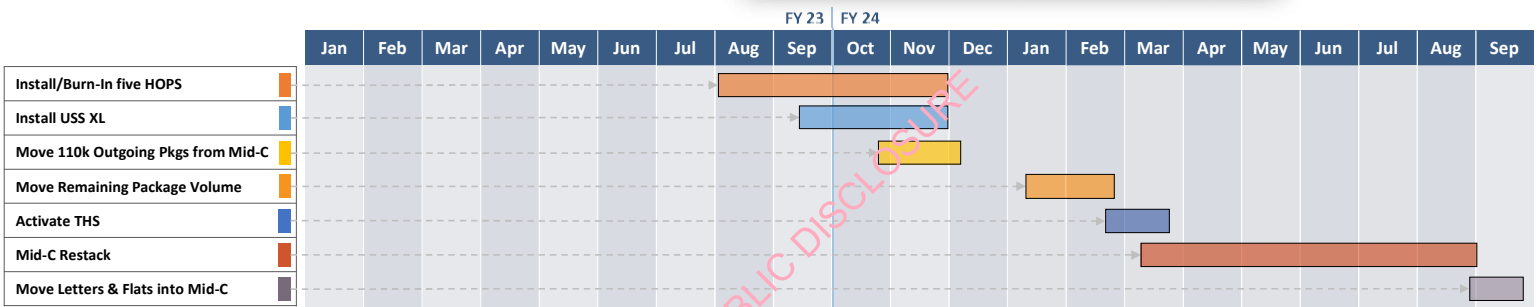 FY 23 FY 24
Jan Feb Mar Apr May Jun Jul Aug Sep Oct Nov Dec Jan Feb Mar Apr May Jun Jul Aug Sep
Install/Burn-In five HOPS
Install USS XL
Move 110k Outgoing Pkgs from Mid-C
Move Remaining Package Volume
Activate THS
Mid-C Restack
Move Letters & Flats into Mid-C
DISCLOSURE